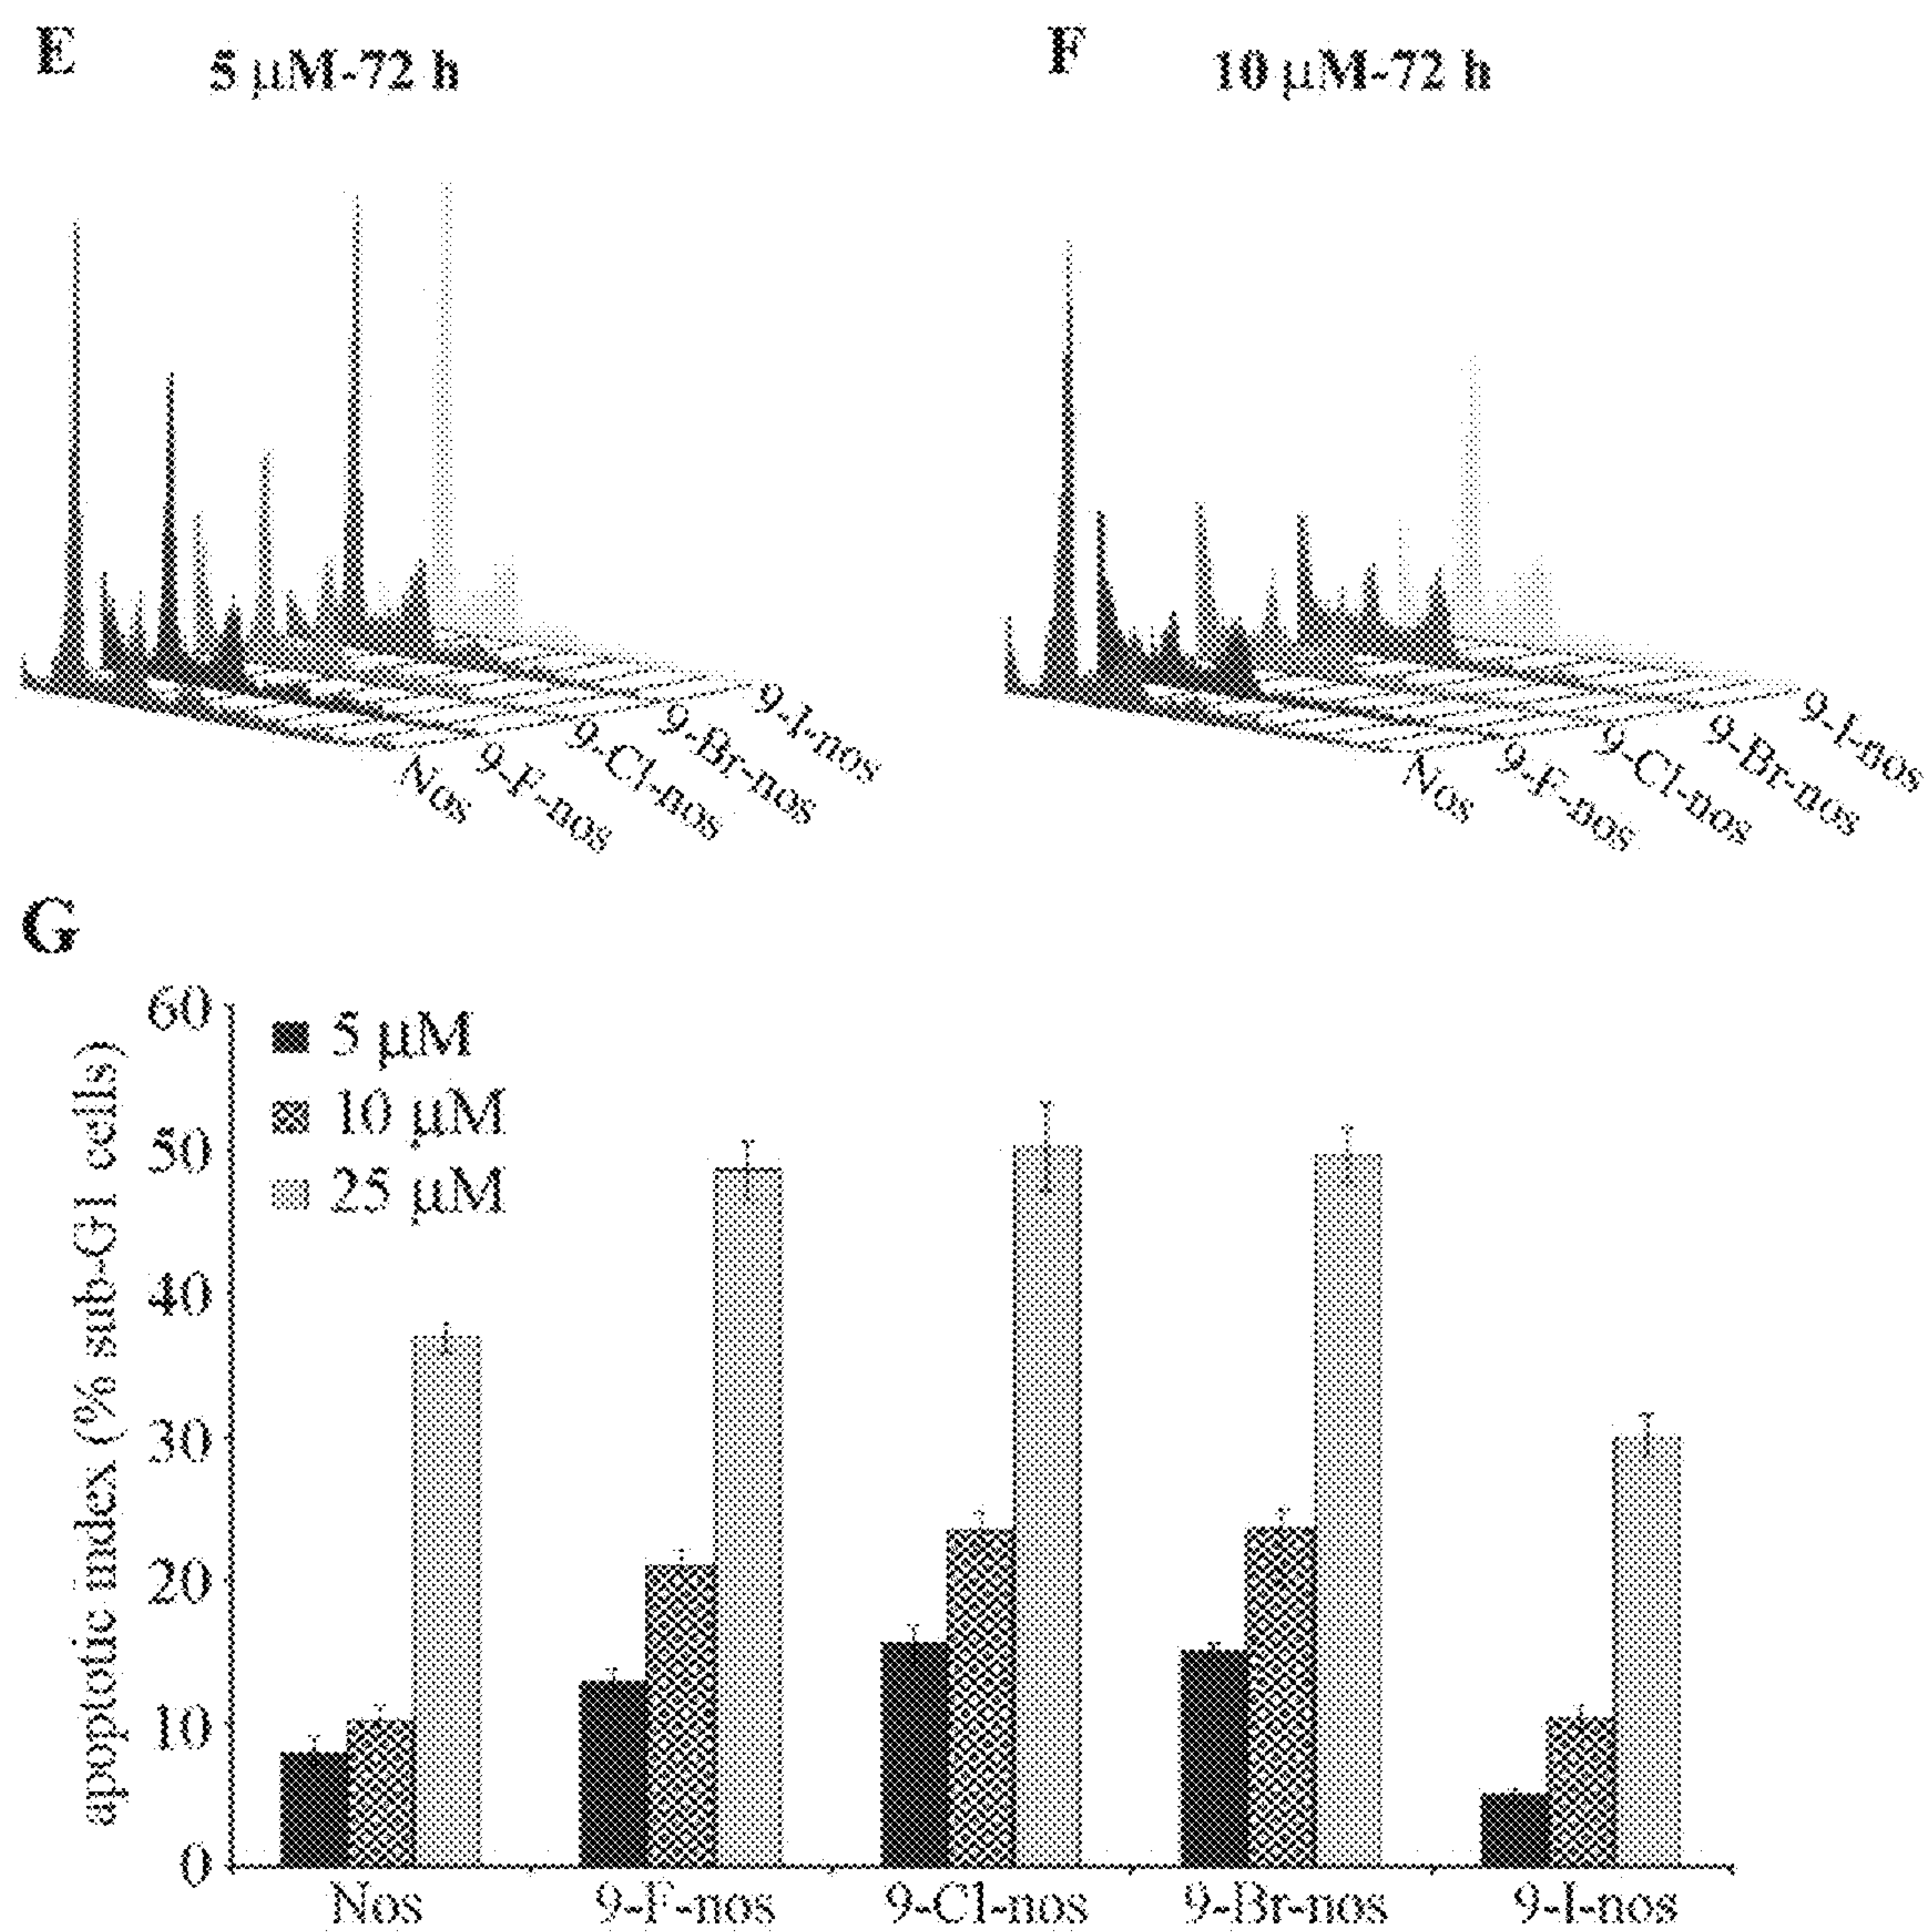 E
5 µM-72 h
F
10 µM-72 h
Nos
9-F-nos
9-Cl-nos
9-Br-nos
9-I-nos
Nos
9-F-nos
9-Cl-nos
9-Br-nos
9-I-nos
G
apoptotic index (% sub-G1 cells)
60
50
40
30
20
10
0
5 µM
10 µM
25 µM
Nos
9-F-nos
9-Cl-nos
9-Br-nos
9-I-nos